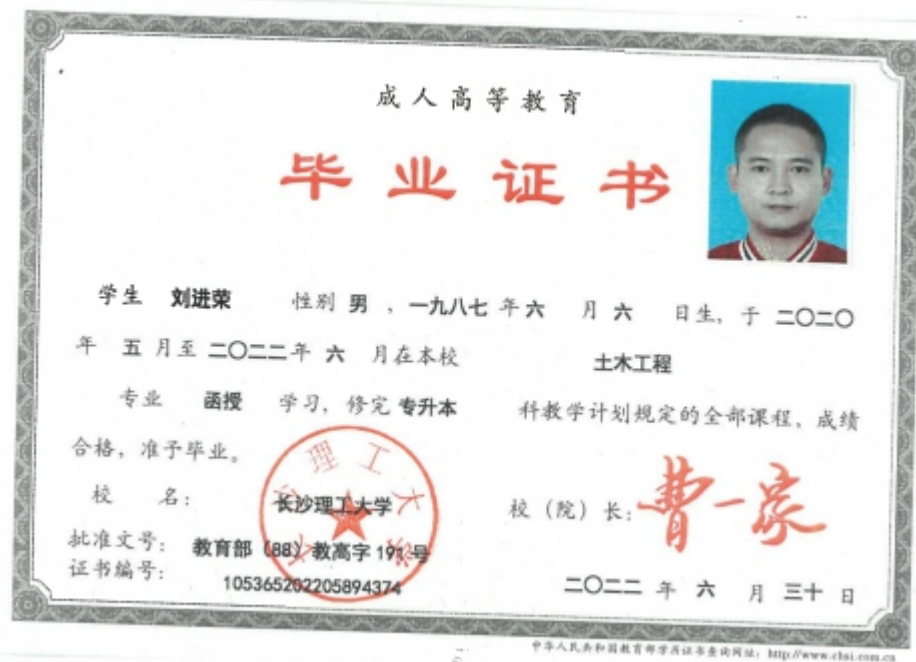 成人高等教育
毕业证书
学生 刘进荣 性别 男 ，一九八七 年 六 月 六 日生，于 二〇二〇
年 五 月至 二〇二二 年 六 月在本校 土木工程
专业 函授 学习，修完 专升本 科教学计划规定的全部课程，成绩
合格，准予毕业。
校 名： 长沙理工大学 校（院）长： 曹一家
批准文号： 教育部（88）教高字 191 号
证书编号： 105365202205894374 二〇二二 年 六 月 三十 日
中华人民共和国教育部学历证书查询网址：http://www.chsi.com.cn